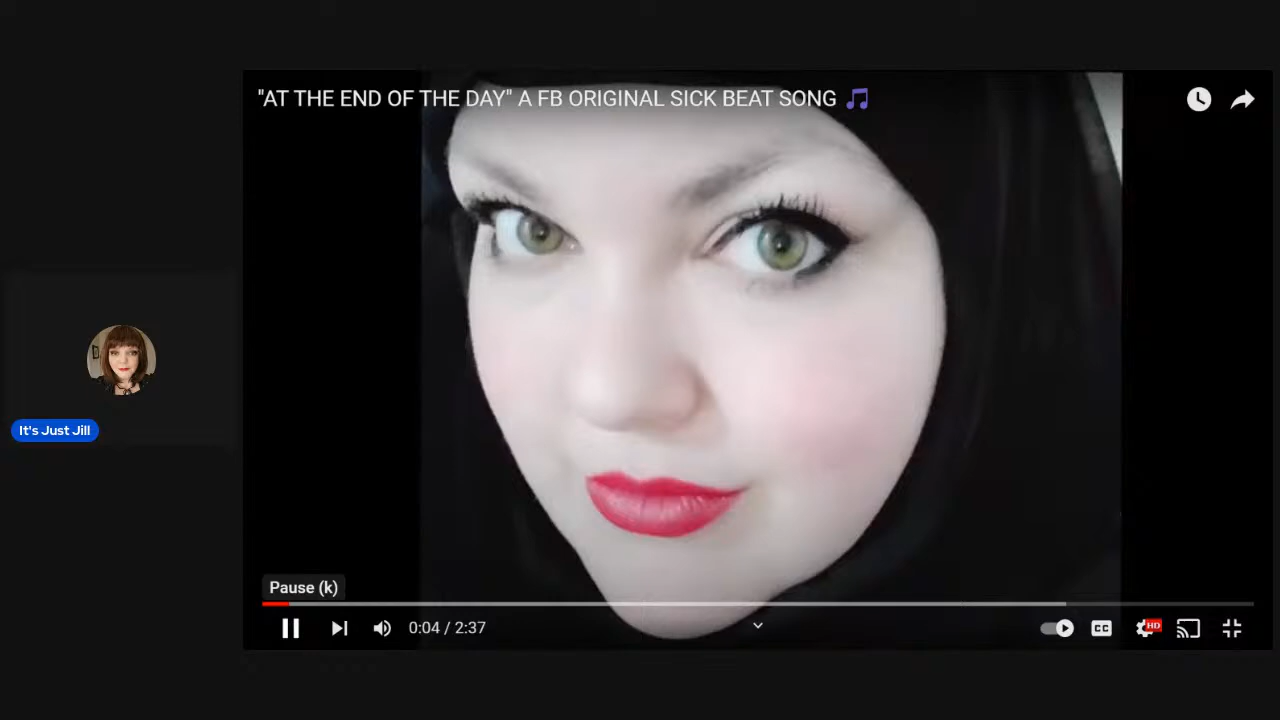 "AT THE END OF THE DAY" A FB ORIGINAL SICK BEAT SONG 🎵
It's Just Jill
Pause (k)
0:04 / 2:37
CC
HD